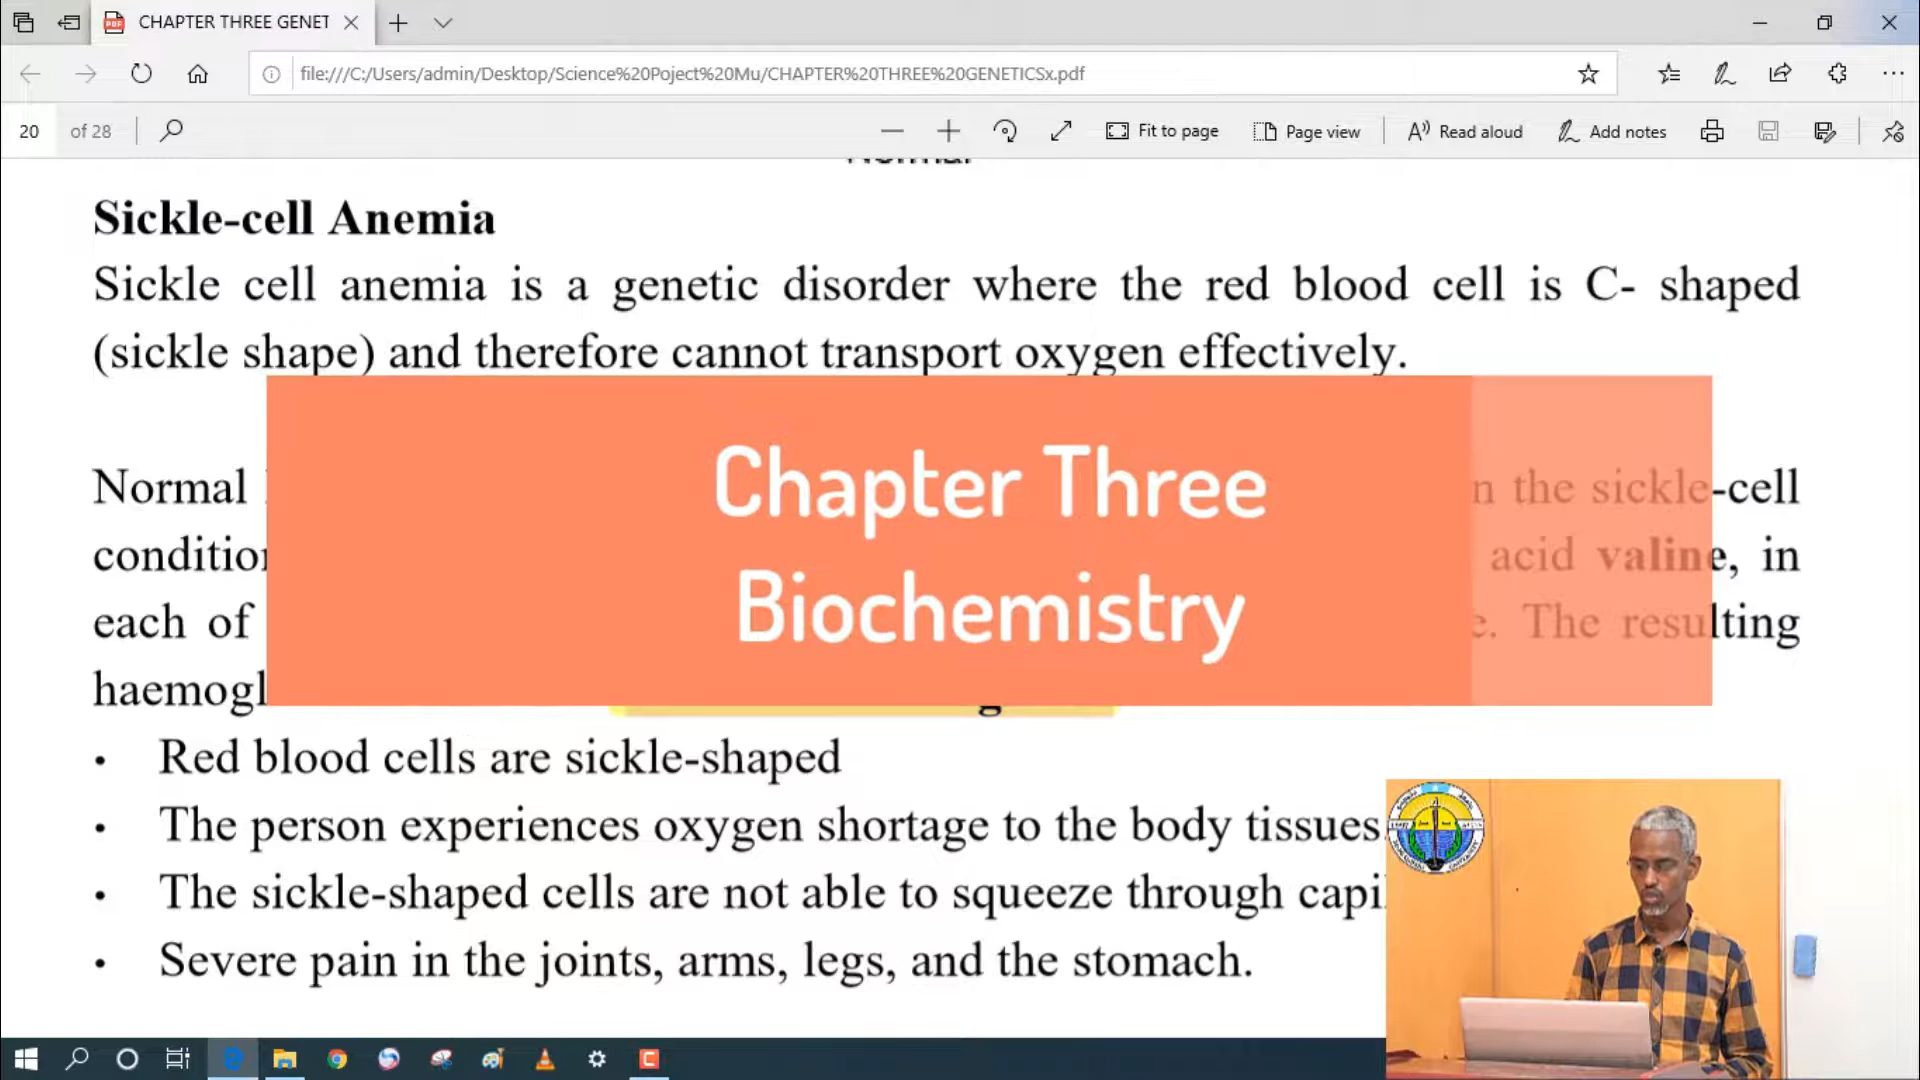 CHAPTER THREE GENET
file:///C:/Users/admin/Desktop/Science%20Poject%20Mu/CHAPTER%20THREE%20GENETICSx.pdf
20 of 28
Fit to page
Page view
Read aloud
Add notes
Normal
Sickle-cell Anemia
Sickle cell anemia is a genetic disorder where the red blood cell is C- shaped
(sickle shape) and therefore cannot transport oxygen effectively.
Chapter Three
Biochemistry
Normal n the sickle-cell
condition acid valine, in
each of e. The resulting
haemogl
• Red blood cells are sickle-shaped
• The person experiences oxygen shortage to the body tissues.
• The sickle-shaped cells are not able to squeeze through capil
• Severe pain in the joints, arms, legs, and the stomach.